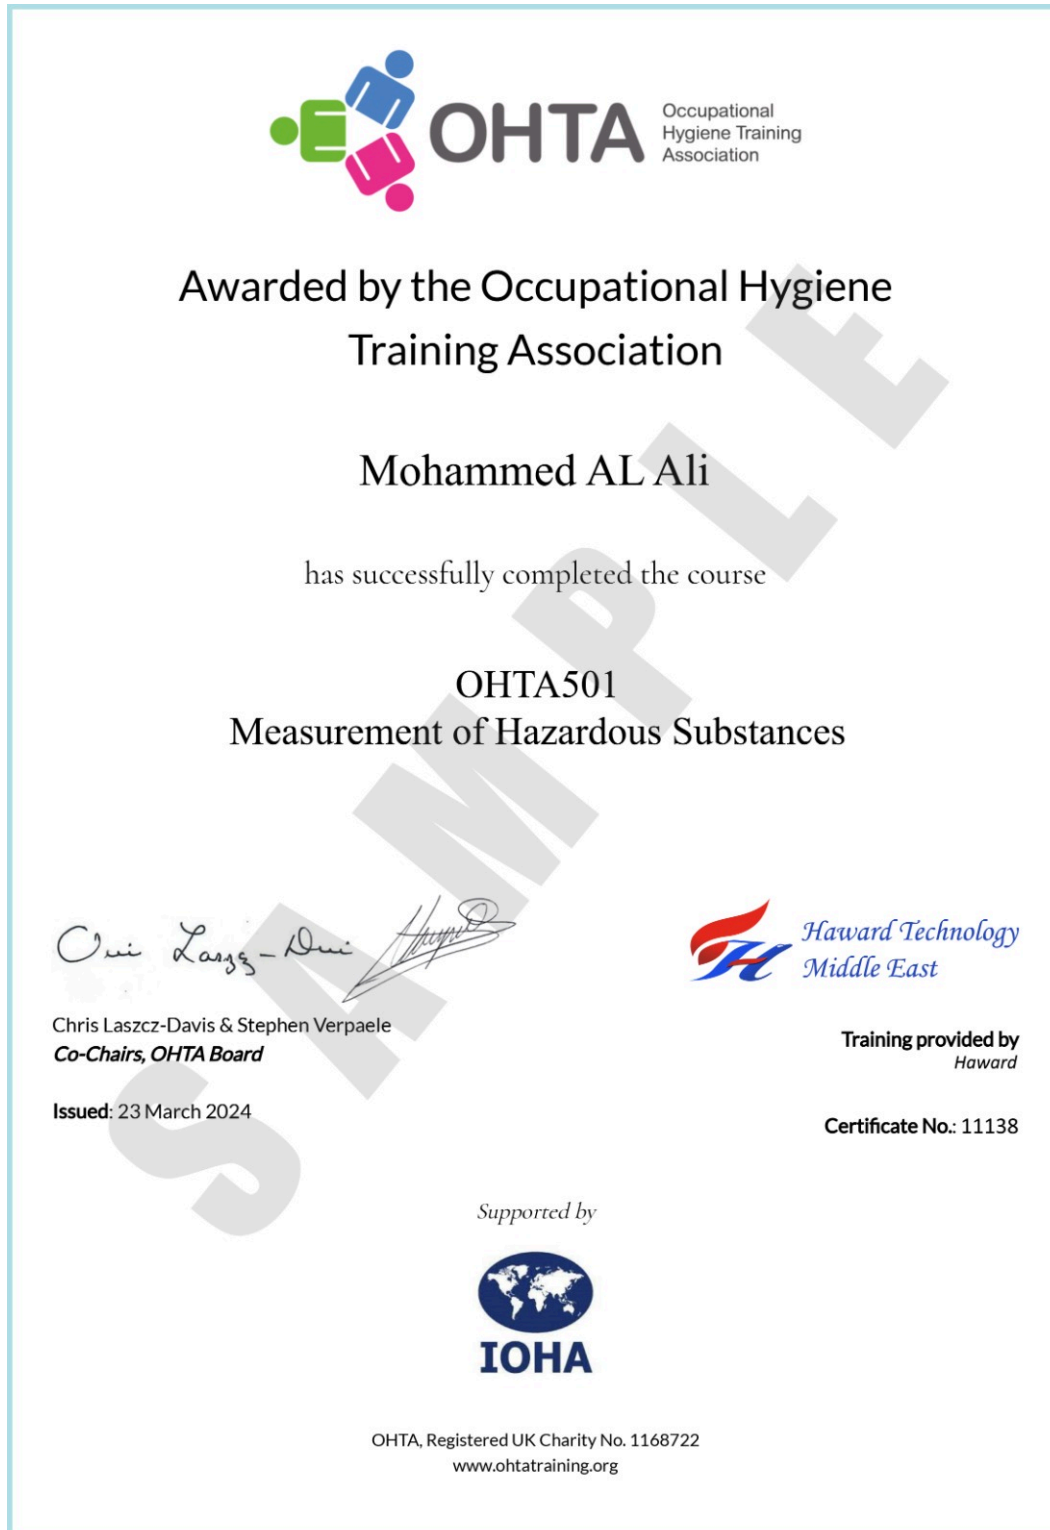 OHTA
Occupational
Hygiene Training
Association
Awarded by the Occupational Hygiene
Training Association
Mohammed AL Ali
has successfully completed the course
OHTA501
Measurement of Hazardous Substances
SAMPLE
Haward Technology
Middle East
Chris Laszcz-Davis & Stephen Verpaele
Co-Chairs, OHTA Board
Training provided by
Haward
Issued: 23 March 2024
Certificate No.: 11138
Supported by
IOHA
OHTA, Registered UK Charity No. 1168722
www.ohtatraining.org